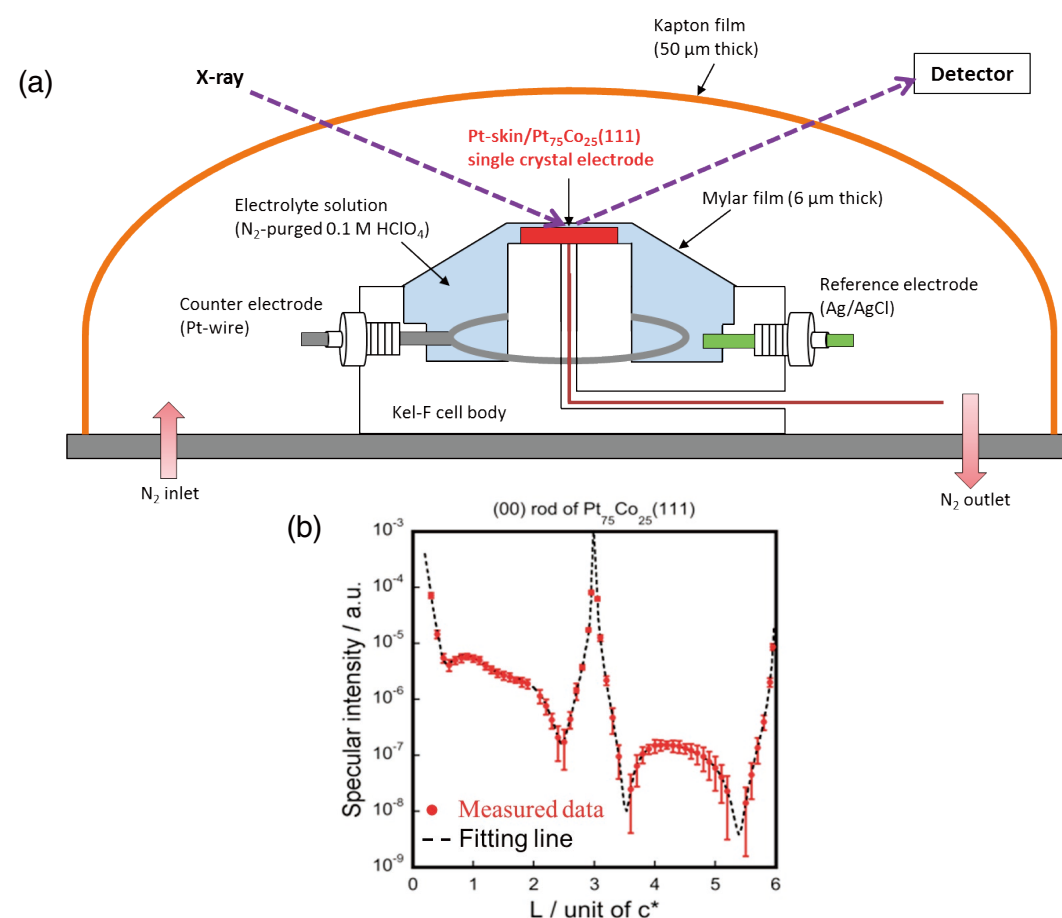 (a)
X-ray
Kapton film
(50 µm thick)
Detector
Pt-skin/Pt75Co25(111)
single crystal electrode
Electrolyte solution
(N2-purged 0.1 M HClO4)
Mylar film (6 µm thick)
Counter electrode
(Pt-wire)
Reference electrode
(Ag/AgCl)
Kel-F cell body
N2 inlet
N2 outlet
(b)
(00) rod of Pt75Co25(111)
Specular intensity / a.u.
10-3
10-4
10-5
10-6
10-7
10-8
10-9
Measured data
Fitting line
0 1 2 3 4 5 6
L / unit of c*